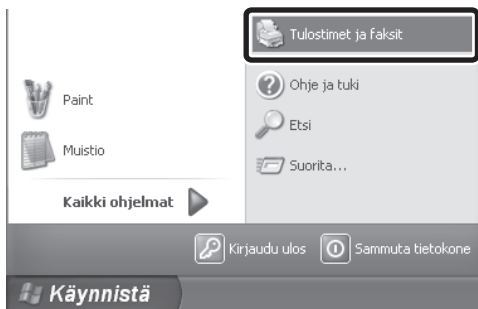 Tulostimet ja faksit
Ohje ja tuki
Etsi
Suorita...
Paint
Muistio
Kaikki ohjelmat
Kirjaudu ulos
Sammuta tietokone
Käynnistä